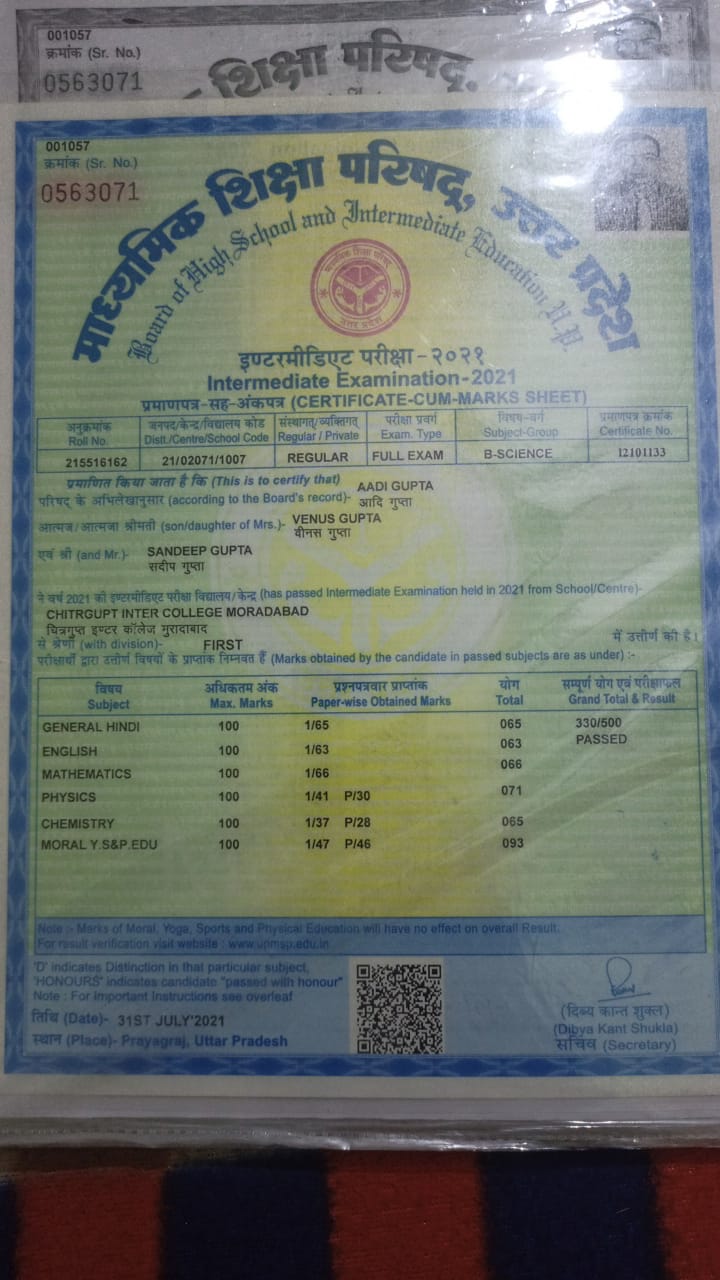 001057
क्रमांक (Sr. No.)
0563071
शिक्षा परिषद्,
001057
क्रमांक (Sr. No.)
0563071
माध्यमिक शिक्षा परिषद्, उत्तर प्रदेश
Board of High School and Intermediate Education U.P.
माध्यमिक शिक्षा परिषद्
उत्तर प्रदेश
इण्टरमीडिएट परीक्षा-२०२१
Intermediate Examination-2021
प्रमाणपत्र-सह-अंकपत्र (CERTIFICATE-CUM-MARKS SHEET)
अनुक्रमांक जनपद/केन्द्र/विद्यालय कोड संस्थागत/व्यक्तिगत परीक्षा प्रवर्ग विषय-वर्ग प्रमाणपत्र क्रमांक
Roll No. Distt./Centre/School Code Regular / Private Exam. Type Subject-Group Certificate No.
215516162 21/02071/1007 REGULAR FULL EXAM B-SCIENCE 12101133
प्रमाणित किया जाता है कि (This is to certify that) AADI GUPTA
परिषद् के अभिलेखानुसार (according to the Board's record)- आदि गुप्ता
आत्मज/आत्मजा श्रीमती (son/daughter of Mrs.)- VENUS GUPTA
वीनस गुप्ता
एवं श्री (and Mr.)- SANDEEP GUPTA
सदीप गुप्ता
ने वर्ष 2021 की इण्टरमीडिएट परीक्षा विद्यालय/केन्द्र (has passed Intermediate Examination held in 2021 from School/Centre)-
CHITRGUPT INTER COLLEGE MORADABAD
चित्रगुप्त इण्टर कॉलेज मुरादाबाद
से श्रेणी (with division)- FIRST में उत्तीर्ण की है।
परीक्षार्थी द्वारा उत्तीर्ण विषयों के प्राप्तांक निम्नवत हैं (Marks obtained by the candidate in passed subjects are as under) :-
विषय अधिकतम अंक प्रश्नपत्रवार प्राप्तांक योग सम्पूर्ण योग एवं परीक्षाफल
Subject Max. Marks Paper-wise Obtained Marks Total Grand Total & Result
GENERAL HINDI 100 1/65 065 330/500
ENGLISH 100 1/63 063 PASSED
MATHEMATICS 100 1/66 066
PHYSICS 100 1/41 P/30 071
CHEMISTRY 100 1/37 P/28 065
MORAL Y.S&P.EDU 100 1/47 P/46 093
Note :- Marks of Moral, Yoga, Sports and Physical Education will have no effect on overall Result.
For result verification visit website : www.upmsp.edu.in
'D' indicates Distinction in that particular subject,
'HONOURS' indicates candidate "passed with honour"
Note : For important Instructions see overleaf
तिथि (Date)- 31ST JULY'2021
स्थान (Place)- Prayagraj, Uttar Pradesh
(दिब्य कान्त शुक्ल)
(Dibya Kant Shukla)
सचिव (Secretary)